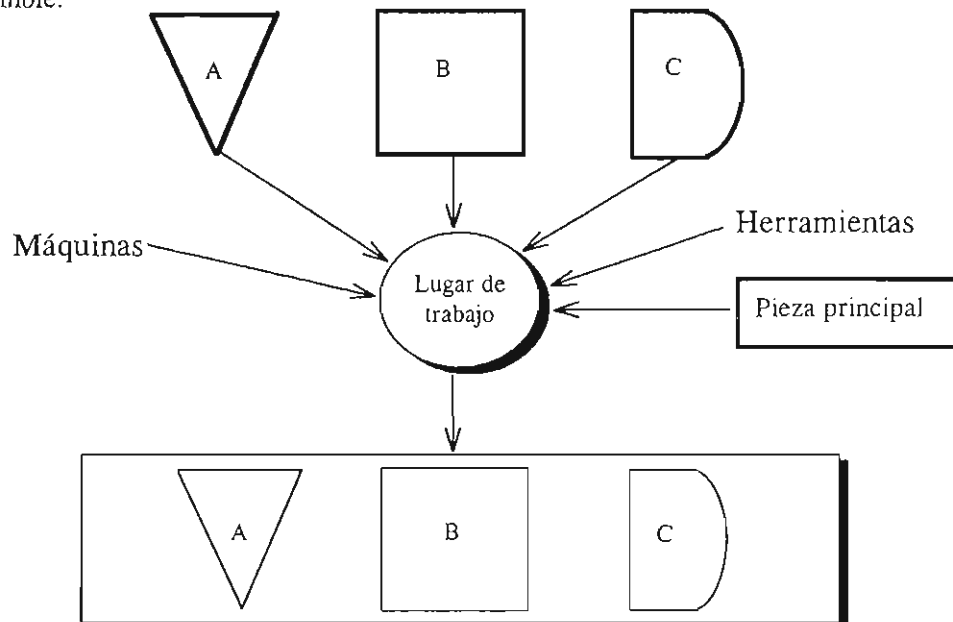 A
B
C
Máquinas
Herramientas
Lugar de
trabajo
Pieza principal
A
B
C